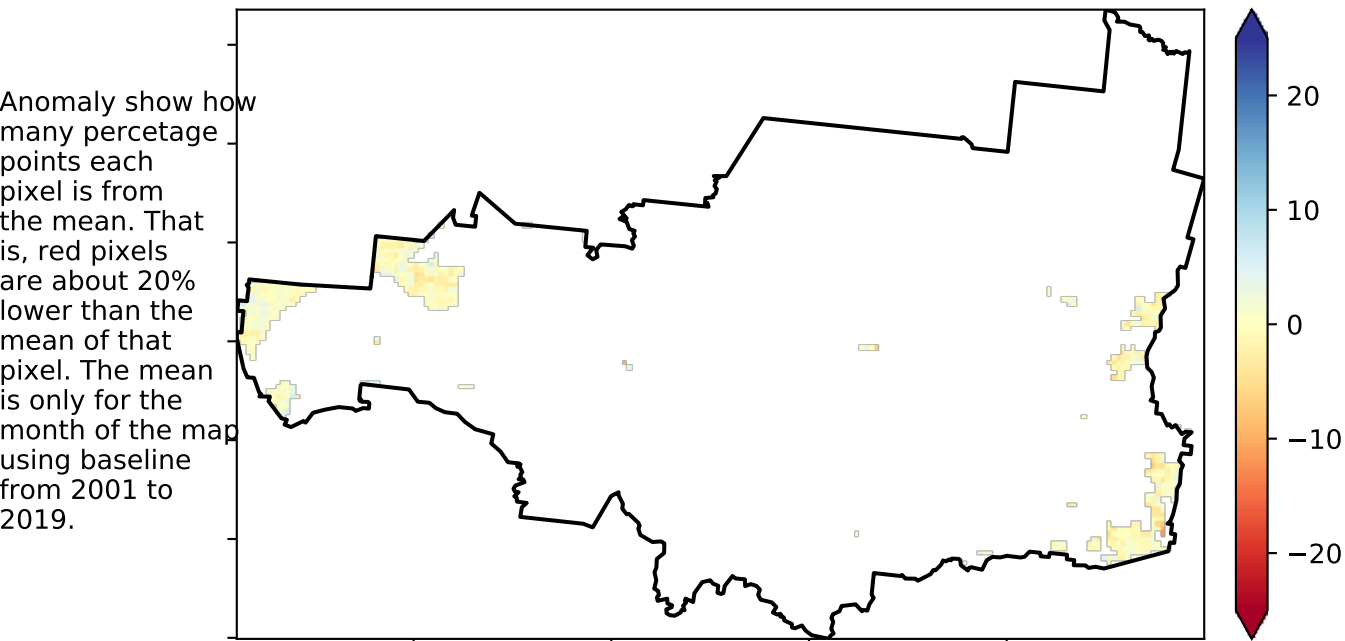 Anomaly show how
many percetage
points each
pixel is from
the mean. That
is, red pixels
are about 20%
lower than the
mean of that
pixel. The mean
is only for the
month of the map
using baseline
from 2001 to
2019.
20
10
0
−10
−20